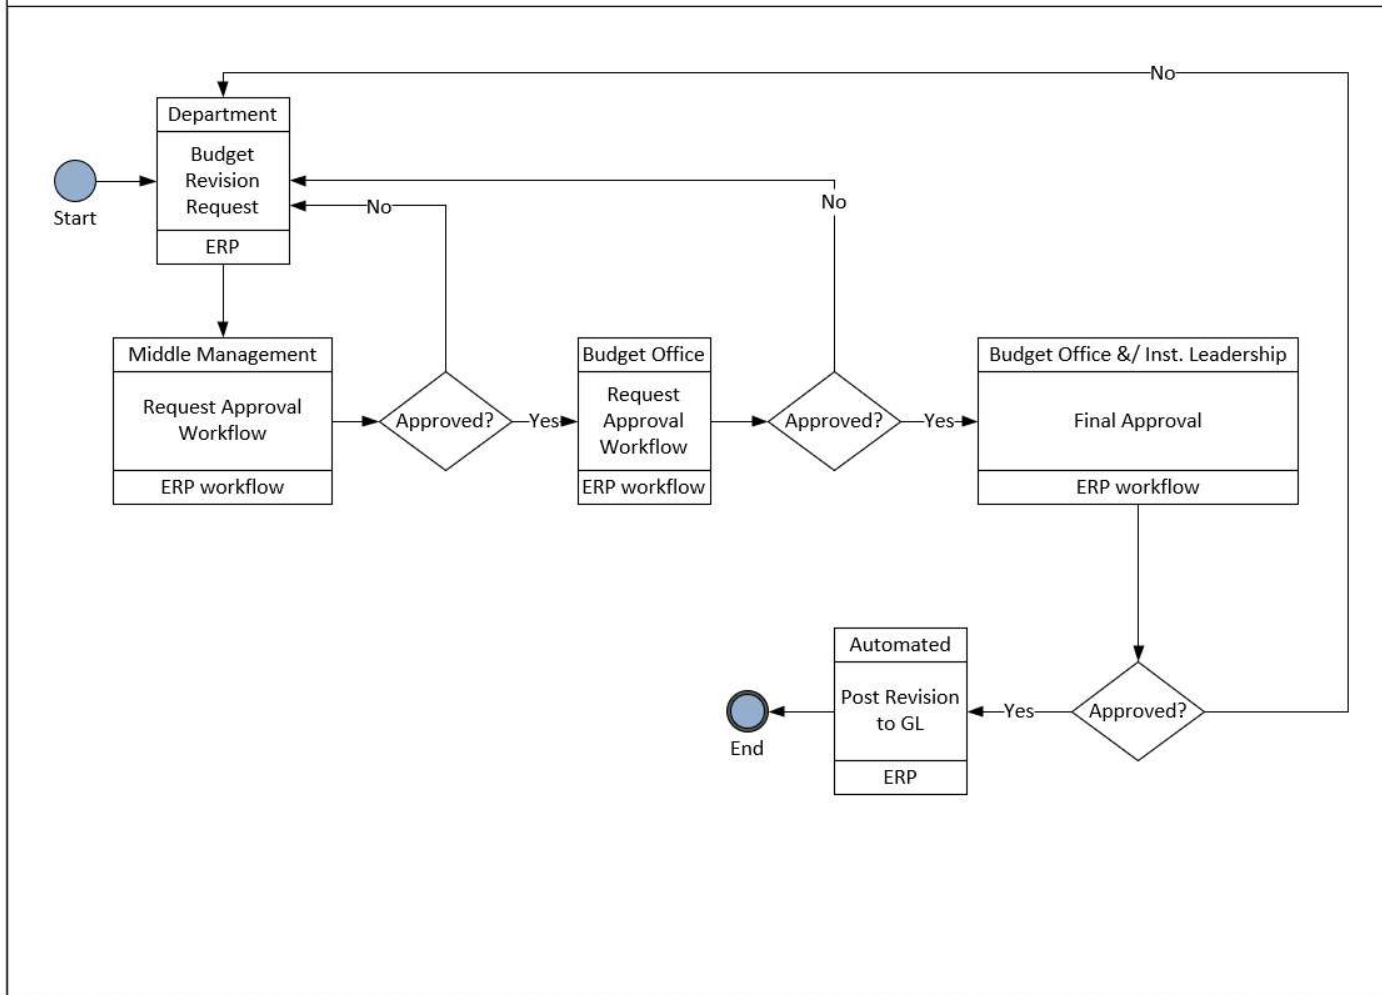 No
Department
Budget
Revision
Request
ERP
Start
No
No
Middle Management
Request Approval
Workflow
ERP workflow
Approved?
Yes
Budget Office
Request
Approval
Workflow
ERP workflow
Approved?
Yes
Budget Office &/ Inst. Leadership
Final Approval
ERP workflow
Approved?
Yes
Automated
Post Revision
to GL
ERP
End